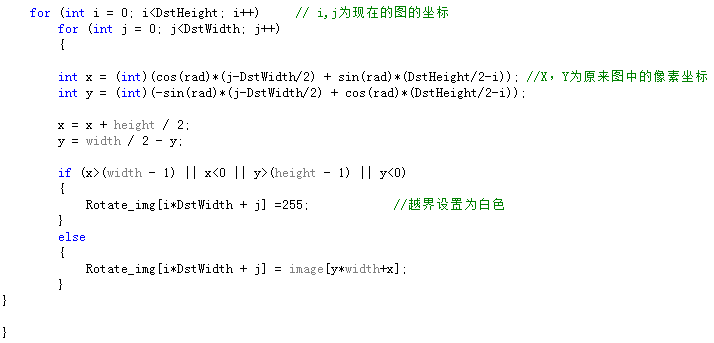 for (int i = 0; i<DstHeight; i++) // i,j为现在的图的坐标
for (int j = 0; j<DstWidth; j++)
{
int x = (int)(cos(rad)*(j-DstWidth/2) + sin(rad)*(DstHeight/2-i)); //X，Y为原来图中的像素坐标
int y = (int)(-sin(rad)*(j-DstWidth/2) + cos(rad)*(DstHeight/2-i));
x = x + height / 2;
y = width / 2 - y;
if (x>(width - 1) || x<0 || y>(height - 1) || y<0)
{
Rotate_img[i*DstWidth + j] =255; //越界设置为白色
}
else
{
Rotate_img[i*DstWidth + j] = image[y*width+x];
}
}
}